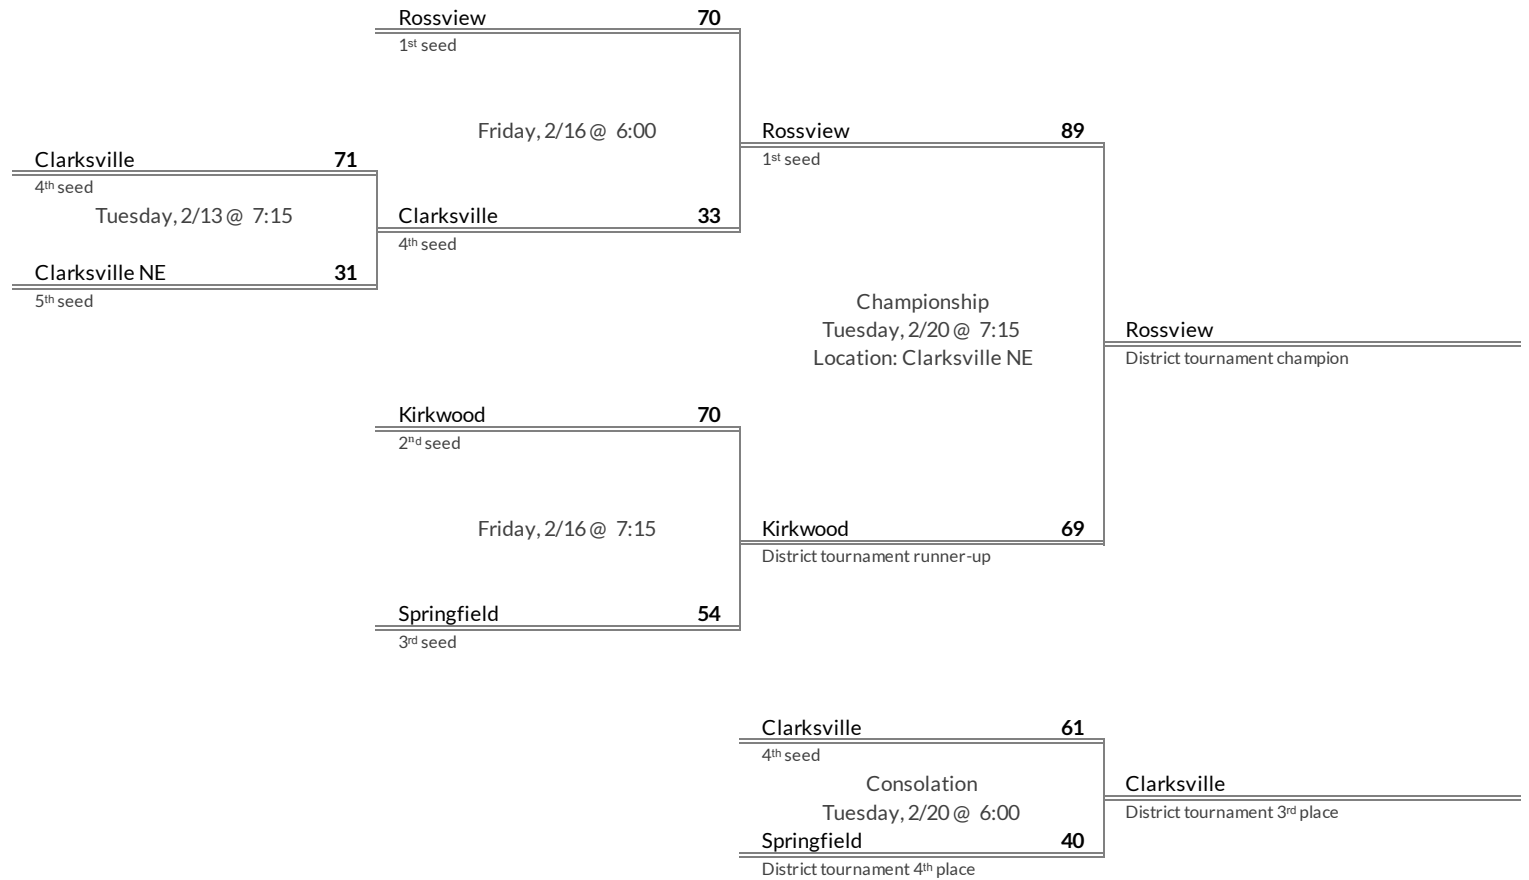 Rossview 70
1st seed
Friday, 2/16 @ 6:00
Clarksville 71
4th seed
Tuesday, 2/13 @ 7:15
Clarksville NE 31
5th seed
Clarksville 33
4th seed
Rossview 89
1st seed
Championship
Tuesday, 2/20 @ 7:15
Location: Clarksville NE
Rossview
District tournament champion
Kirkwood 70
2nd seed
Friday, 2/16 @ 7:15
Springfield 54
3rd seed
Kirkwood 69
District tournament runner-up
Clarksville 61
4th seed
Consolation
Tuesday, 2/20 @ 6:00
Springfield 40
District tournament 4th place
Clarksville
District tournament 3rd place